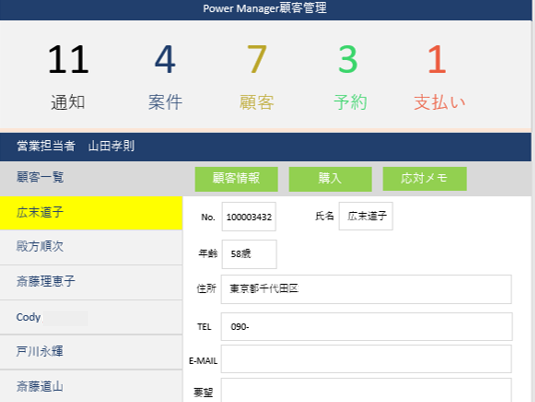 Power Manager顧客管理
11 4 7 3 1
通知 案件 顧客 予約 支払い
営業担当者 山田孝則
顧客一覧 顧客情報 購入 応対メモ
広末道子
No. 100003432 氏名 広末道子
殿方順次
年齢 58歳
斎藤理恵子
住所 東京都千代田区
Cody
TEL 090-
戸川永輝
E-MAIL
斎藤道山
要望